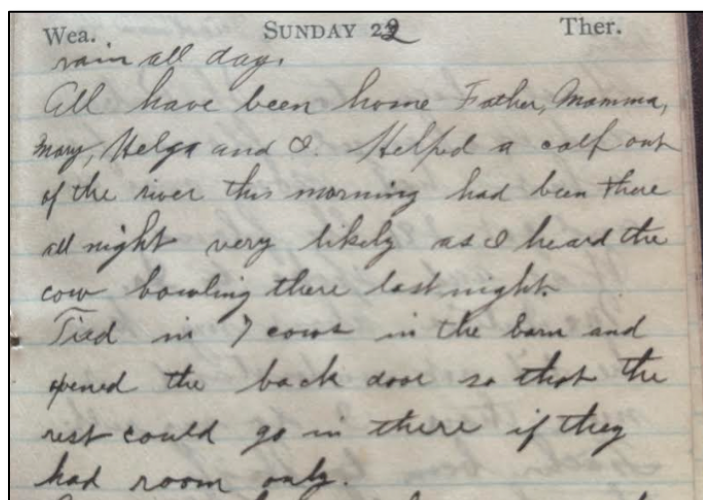 Wea. SUNDAY 22 Ther.
rain all day.
All have been home Father, Mamma,
Mary, Helga and I. Helped a calf out
of the river this morning had been there
all night very likely as I heard the
cow bowling there last night.
Tied in 7 cows in the barn and
opened the back door so that the
rest could go in there if they
had room only.